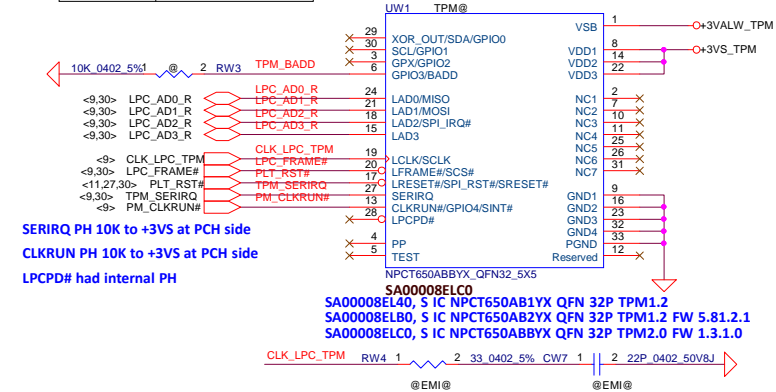 UW1 TPM@
29 XOR_OUT/SDA/GPIO0 VSB 1 +3VALW_TPM
30 SCL/GPIO1
3 GPX/GPIO2 VDD1 8 +3VS_TPM
10K_0402_5% 1 @ 2 RW3 TPM_BADD 6 GPIO3/BADD VDD2 14
VDD3 22
<9,30> LPC_AD0_R LPC_AD0_R 24 LAD0/MISO NC1 2
<9,30> LPC_AD1_R LPC_AD1_R 21 LAD1/MOSI NC2 7
<9,30> LPC_AD2_R LPC_AD2_R 18 LAD2/SPI_IRQ# NC3 10
<9,30> LPC_AD3_R LPC_AD3_R 15 LAD3 NC4 11
NC5 25
<9> CLK_LPC_TPM CLK_LPC_TPM 19 LCLK/SCLK NC6 26
<9,30> LPC_FRAME# LPC_FRAME# 20 LFRAME#/SCS# NC7 31
<11,27,30> PLT_RST# PLT_RST# 17 LRESET#/SPI_RST#/SRESET#
<9,30> TPM_SERIRQ TPM_SERIRQ 27 SERIRQ GND1 9
<9> PM_CLKRUN# PM_CLKRUN# 13 CLKRUN#/GPIO4/SINT# GND2 16
28 LPCPD# GND3 23
SERIRQ PH 10K to +3VS at PCH side
GND4 32
4 PP PGND 33
CLKRUN PH 10K to +3VS at PCH side
5 TEST Reserved 12
LPCPD# had internal PH
NPCT650ABBYX_QFN32_5X5
SA00008ELC0
SA00008EL40, S IC NPCT650AB1YX QFN 32P TPM1.2
SA00008ELB0, S IC NPCT650AB2YX QFN 32P TPM1.2 FW 5.81.2.1
SA00008ELC0, S IC NPCT650ABBYX QFN 32P TPM2.0 FW 1.3.1.0
CLK_LPC_TPM RW4 1 2 33_0402_5% CW7 1 2 22P_0402_50V8J
@EMI@ @EMI@